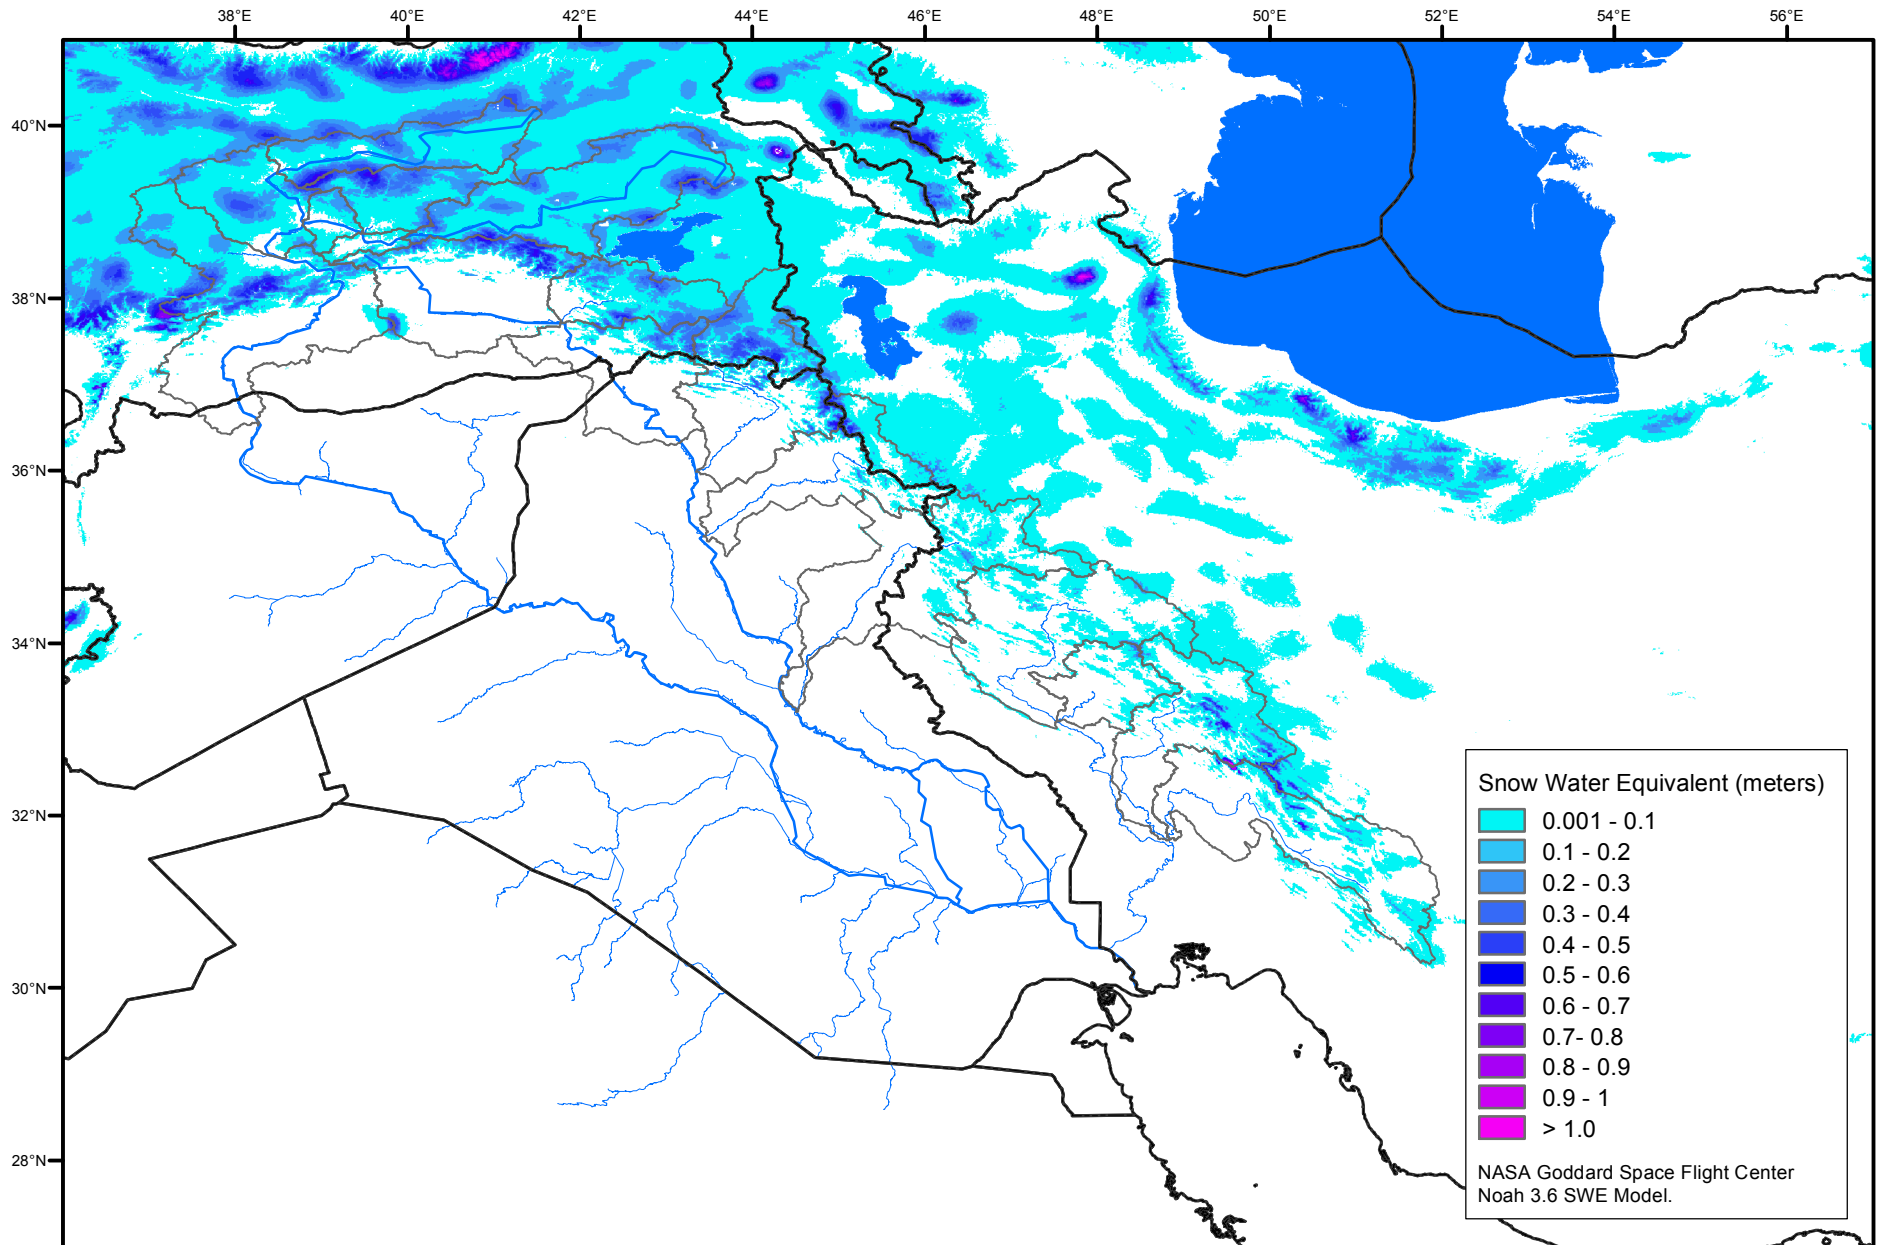 38°E 40°E 42°E 44°E 46°E 48°E 50°E 52°E 54°E 56°E
40°N
38°N
36°N
34°N
32°N
30°N
28°N
Snow Water Equivalent (meters)
0.001 - 0.1
0.1 - 0.2
0.2 - 0.3
0.3 - 0.4
0.4 - 0.5
0.5 - 0.6
0.6 - 0.7
0.7- 0.8
0.8 - 0.9
0.9 - 1
> 1.0
NASA Goddard Space Flight Center
Noah 3.6 SWE Model.